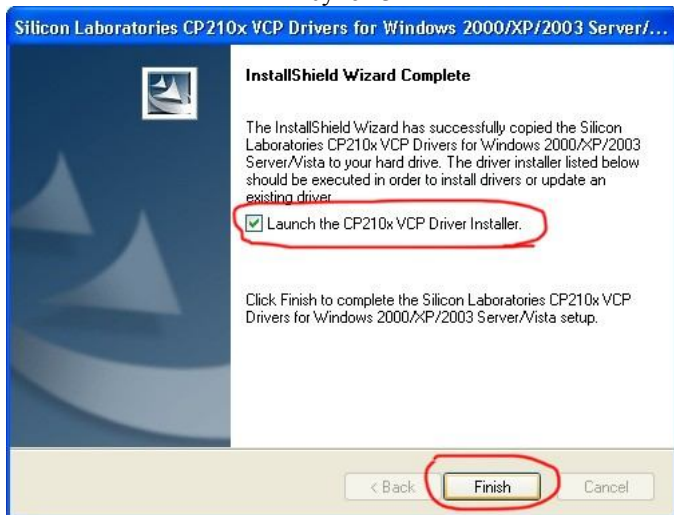 Silicon Laboratories CP210x VCP Drivers for Windows 2000/XP/2003 Server/...
InstallShield Wizard Complete
The InstallShield Wizard has successfully copied the Silicon
Laboratories CP210x VCP Drivers for Windows 2000/XP/2003
Server/Vista to your hard drive. The driver installer listed below
should be executed in order to install drivers or update an
existing driver.
Launch the CP210x VCP Driver Installer.
Click Finish to complete the Silicon Laboratories CP210x VCP
Drivers for Windows 2000/XP/2003 Server/Vista setup.
< Back
Finish
Cancel